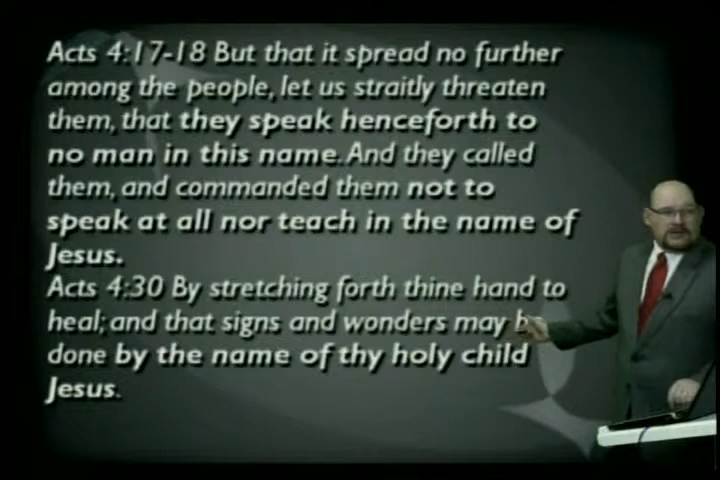 Acts 4:17-18 But that it spread no further
among the people, let us straitly threaten
them, that they speak henceforth to
no man in this name. And they called
them, and commanded them not to
speak at all nor teach in the name of
Jesus.
Acts 4:30 By stretching forth thine hand to
heal; and that signs and wonders may b
done by the name of thy holy child
Jesus.